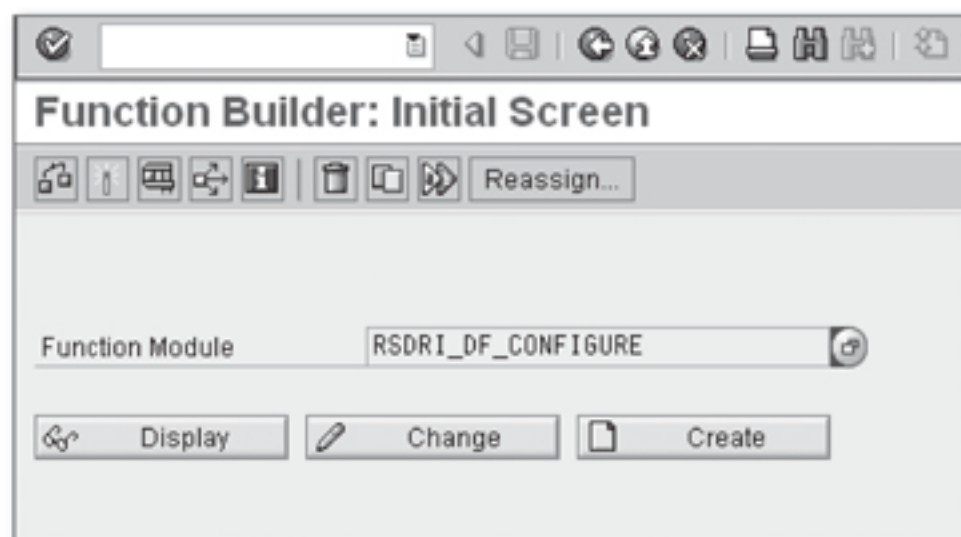 Function Builder: Initial Screen
Reassign...
Function Module RSDRI_DF_CONFIGURE
Display Change Create